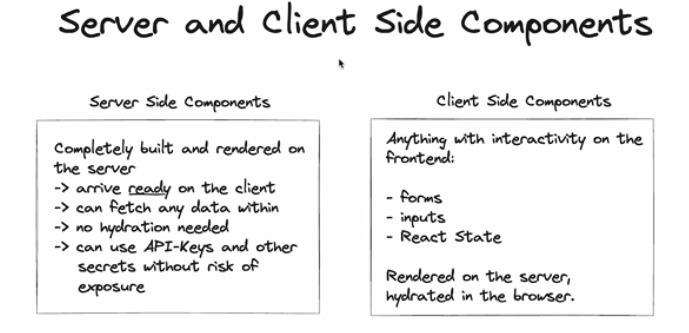 Server and Client Side Components
Server Side Components
Completely built and rendered on
the server
-> arrive ready on the client
-> can fetch any data within
-> no hydration needed
-> can use API-Keys and other
secrets without risk of
exposure
Client Side Components
Anything with interactivity on the
frontend:
- forms
- inputs
- React State
Rendered on the server,
hydrated in the browser.